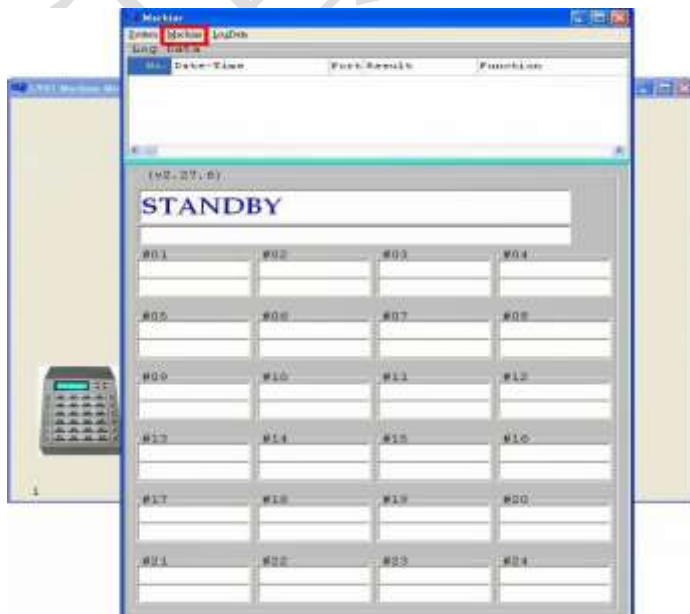 Machine
System Machine LogData
Log Data
No. Date-Time Port Result Function
(v2.27.6)
STANDBY
#01 #02 #03 #04
#05 #06 #07 #08
#09 #10 #11 #12
#13 #14 #15 #16
1
#17 #18 #19 #20
#21 #22 #23 #24